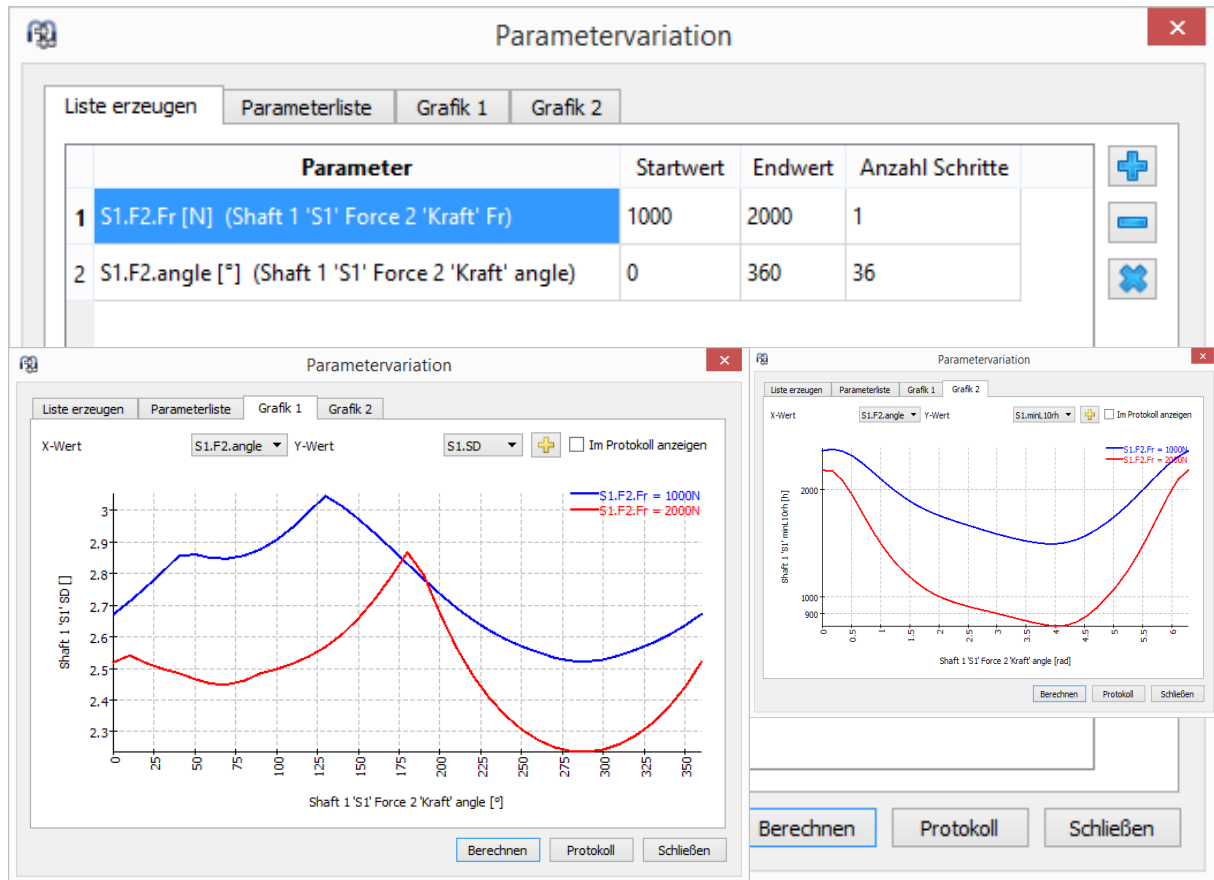 Parametervariation
Liste erzeugen Parameterliste Grafik 1 Grafik 2
Parameter Startwert Endwert Anzahl Schritte
1 S1.F2.Fr [N] (Shaft 1 'S1' Force 2 'Kraft' Fr) 1000 2000 1
2 S1.F2.angle [°] (Shaft 1 'S1' Force 2 'Kraft' angle) 0 360 36
Parametervariation
Liste erzeugen Parameterliste Grafik 1 Grafik 2
X-Wert S1.F2.angle Y-Wert S1.SD Im Protokoll anzeigen
S1.F2.Fr = 1000N
S1.F2.Fr = 2000N
3
2.9
2.8
2.7
2.6
2.5
2.4
2.3
Shaft 1 'S1' SD []
0 25 50 75 100 125 150 175 200 225 250 275 300 325 350
Shaft 1 'S1' Force 2 'Kraft' angle [°]
Berechnen Protokoll Schließen
Parametervariation
Liste erzeugen Parameterliste Grafik 1 Grafik 2
X-Wert S1.F2.angle Y-Wert S1.minL10rh Im Protokoll anzeigen
S1.F2.Fr = 1000N
S1.F2.Fr = 2000N
2000
1000
900
Shaft 1 'S1' minL10rh [h]
0 0.5 1 1.5 2 2.5 3 3.5 4 4.5 5 5.5 6
Shaft 1 'S1' Force 2 'Kraft' angle [rad]
Berechnen Protokoll Schließen
Berechnen Protokoll Schließen